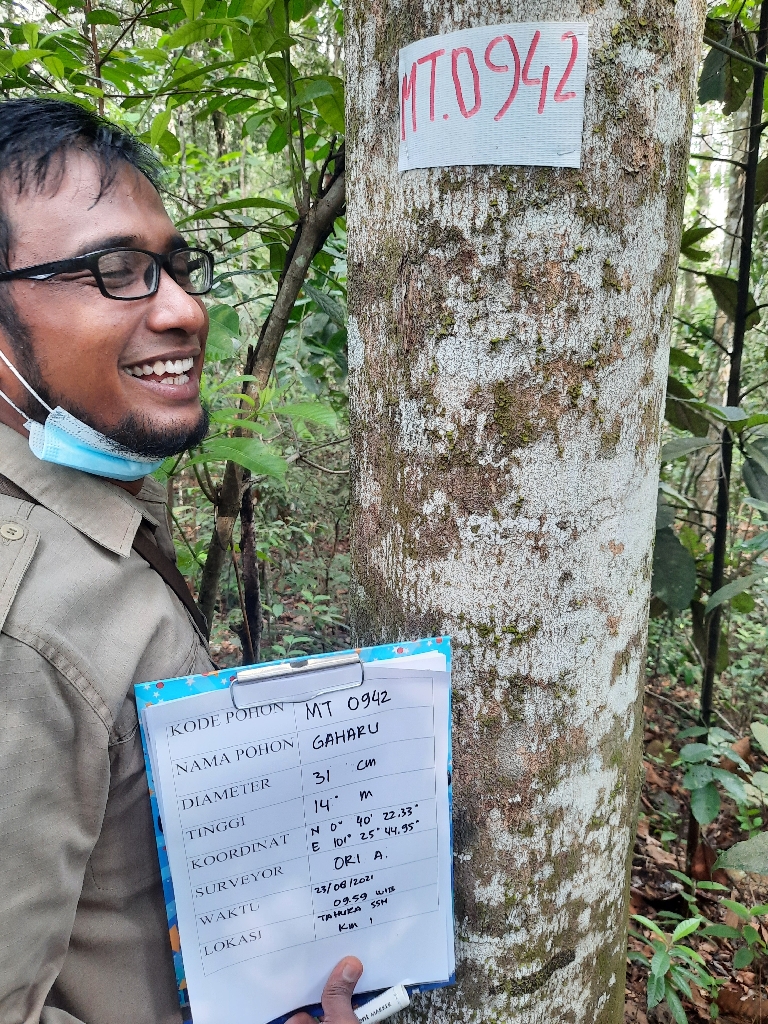 MT.0942
KODE POHON MT 0942
NAMA POHON GAHARU
DIAMETER 31 cm
TINGGI 14 m
KOORDINAT N 0° 40' 22.33"
E 101° 25' 44.95"
SURVEYOR ORI A.
WAKTU 23/08/2021
09.59 WIB
LOKASI TAHURA SSH
KM 1